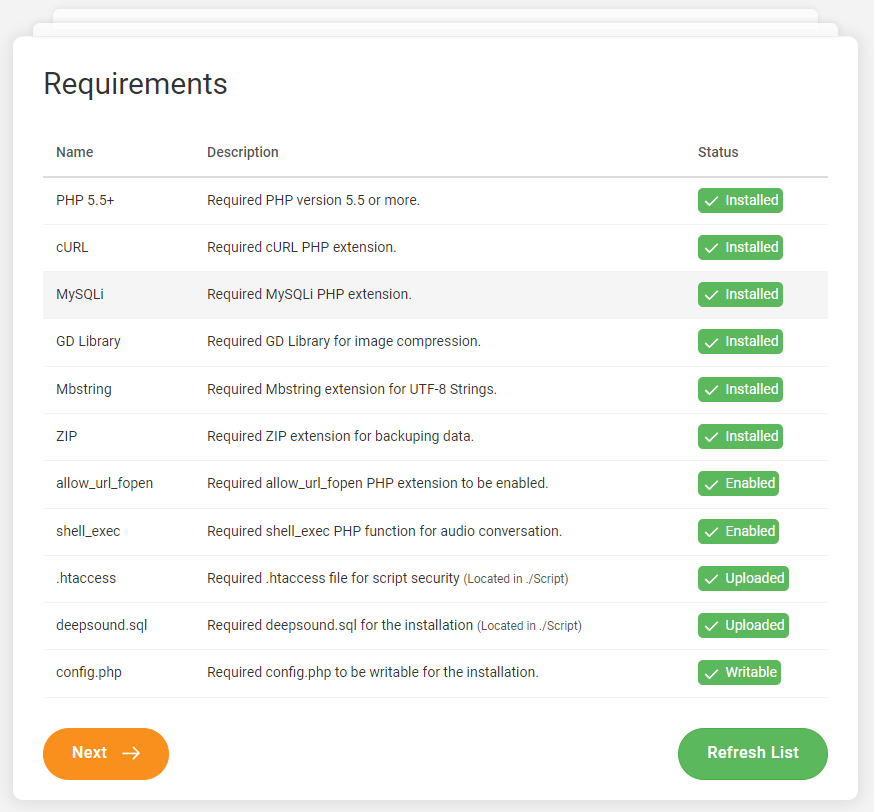 Requirements
Name Description Status
PHP 5.5+ Required PHP version 5.5 or more. Installed
cURL Required cURL PHP extension. Installed
MySQLi Required MySQLi PHP extension. Installed
GD Library Required GD Library for image compression. Installed
Mbstring Required Mbstring extension for UTF-8 Strings. Installed
ZIP Required ZIP extension for backuping data. Installed
allow_url_fopen Required allow_url_fopen PHP extension to be enabled. Enabled
shell_exec Required shell_exec PHP function for audio conversation. Enabled
.htaccess Required .htaccess file for script security (Located in ./Script) Uploaded
deepsound.sql Required deepsound.sql for the installation (Located in ./Script) Uploaded
config.php Required config.php to be writable for the installation. Writable
Next Refresh List